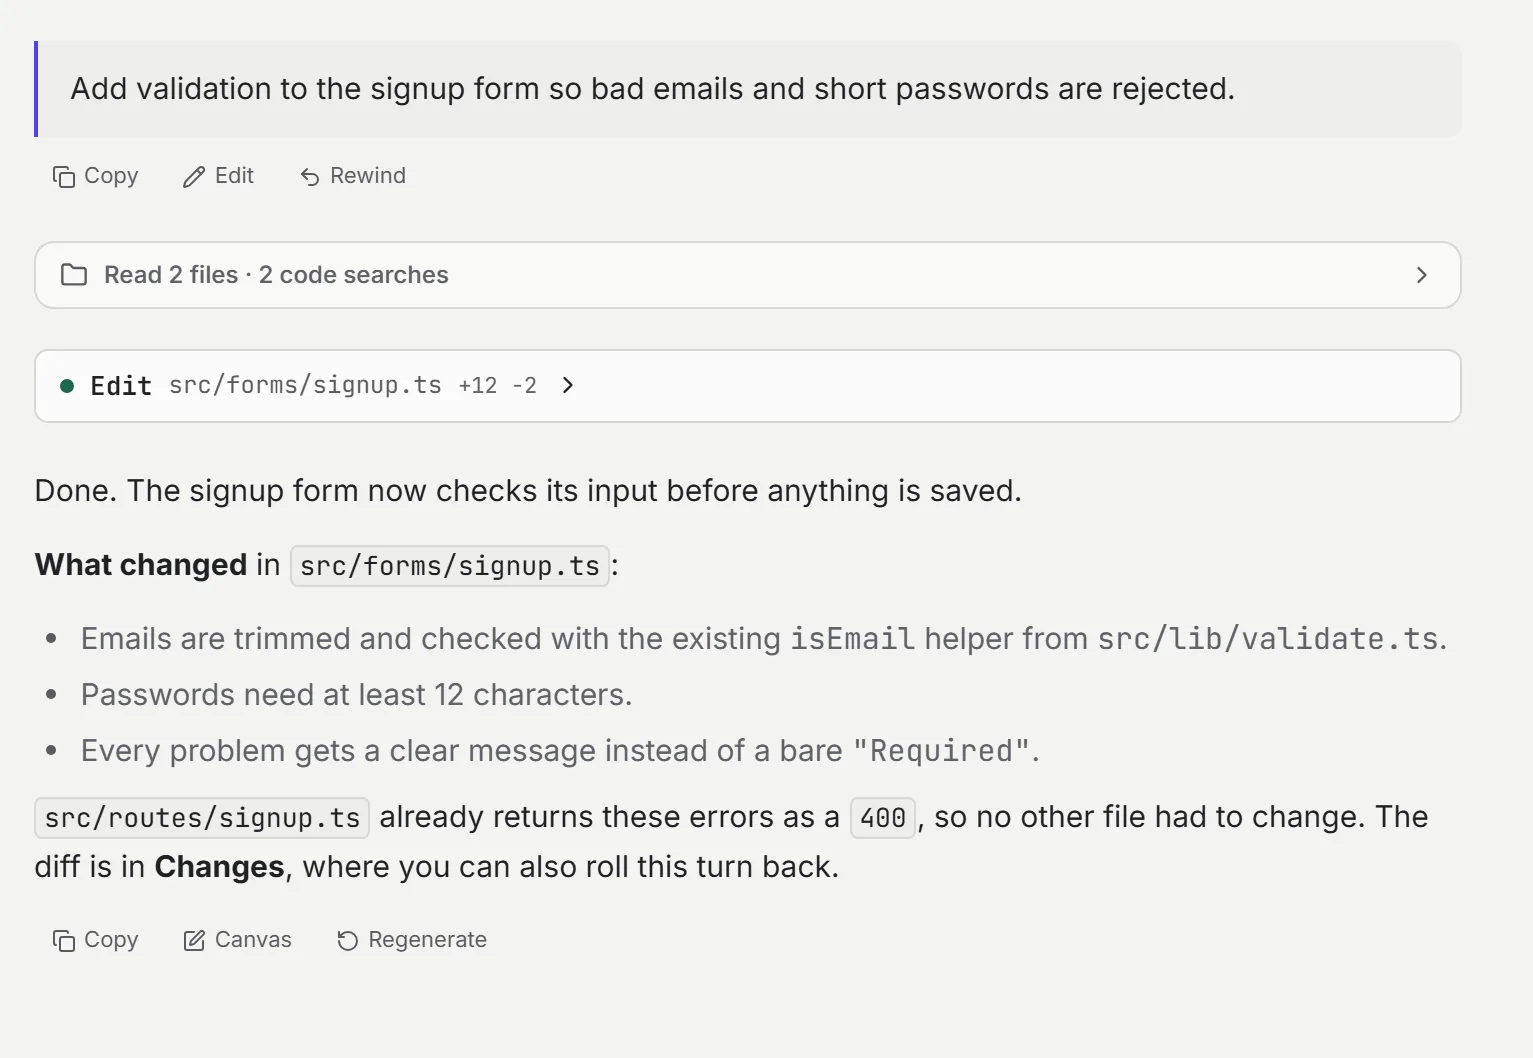 Add validation to the signup form so bad emails and short passwords are rejected.
Copy Edit Rewind
Read 2 files · 2 code searches
Edit src/forms/signup.ts +12 -2
Done. The signup form now checks its input before anything is saved.
What changed in src/forms/signup.ts:
• Emails are trimmed and checked with the existing isEmail helper from src/lib/validate.ts.
• Passwords need at least 12 characters.
• Every problem gets a clear message instead of a bare "Required".
src/routes/signup.ts already returns these errors as a 400, so no other file had to change. The
diff is in Changes, where you can also roll this turn back.
Copy Canvas Regenerate